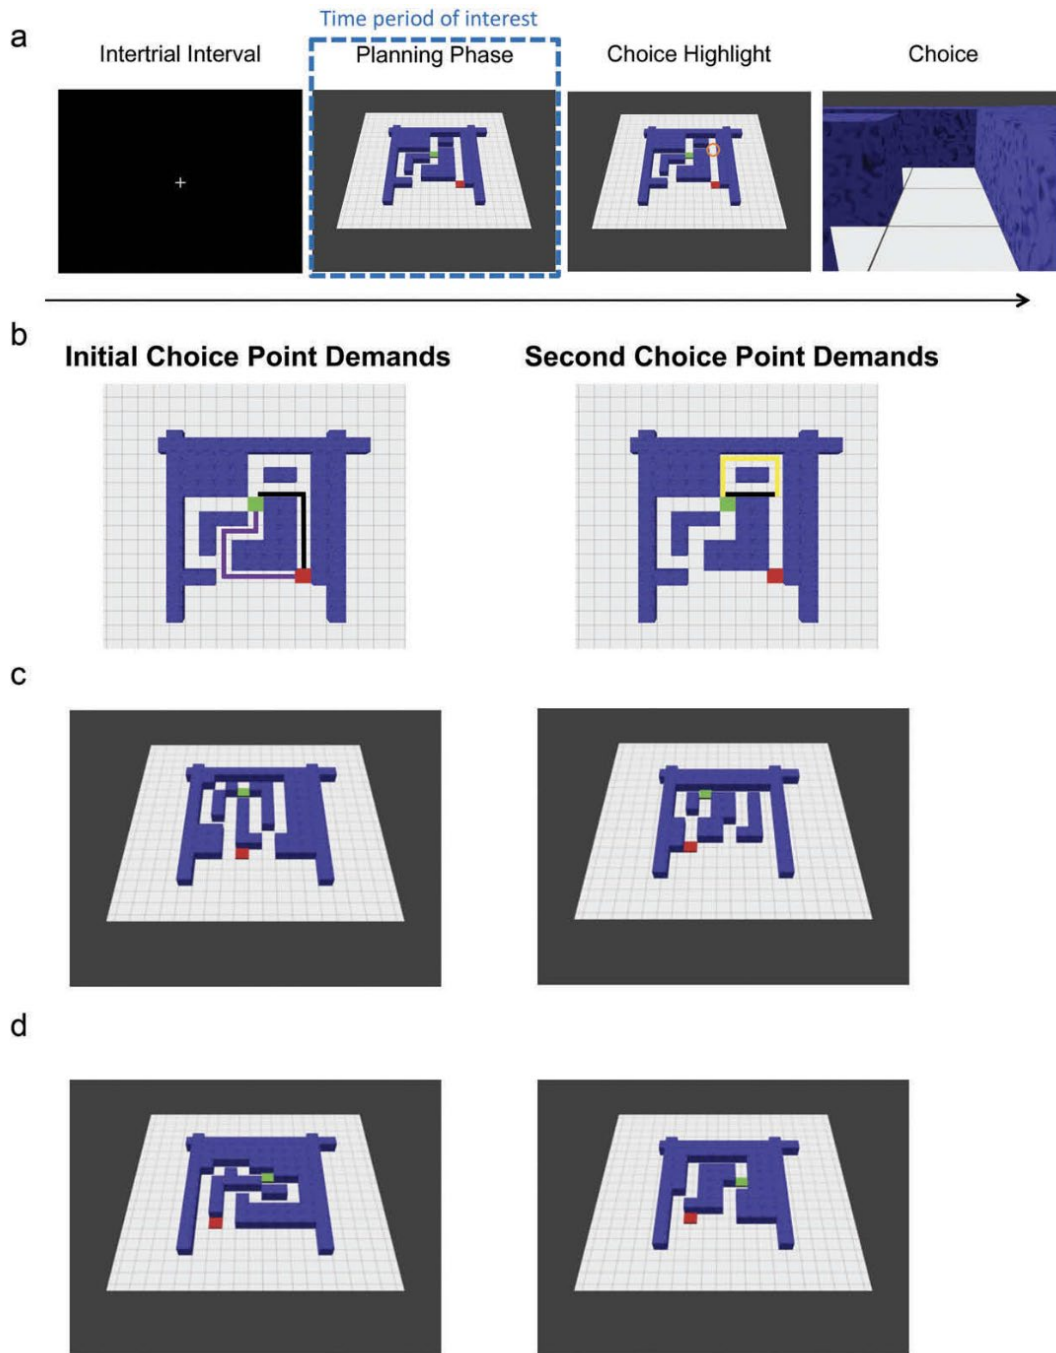 Time period of interest
a
Intertrial Interval
Planning Phase
Choice Highlight
Choice
b
Initial Choice Point Demands
Second Choice Point Demands
c
d